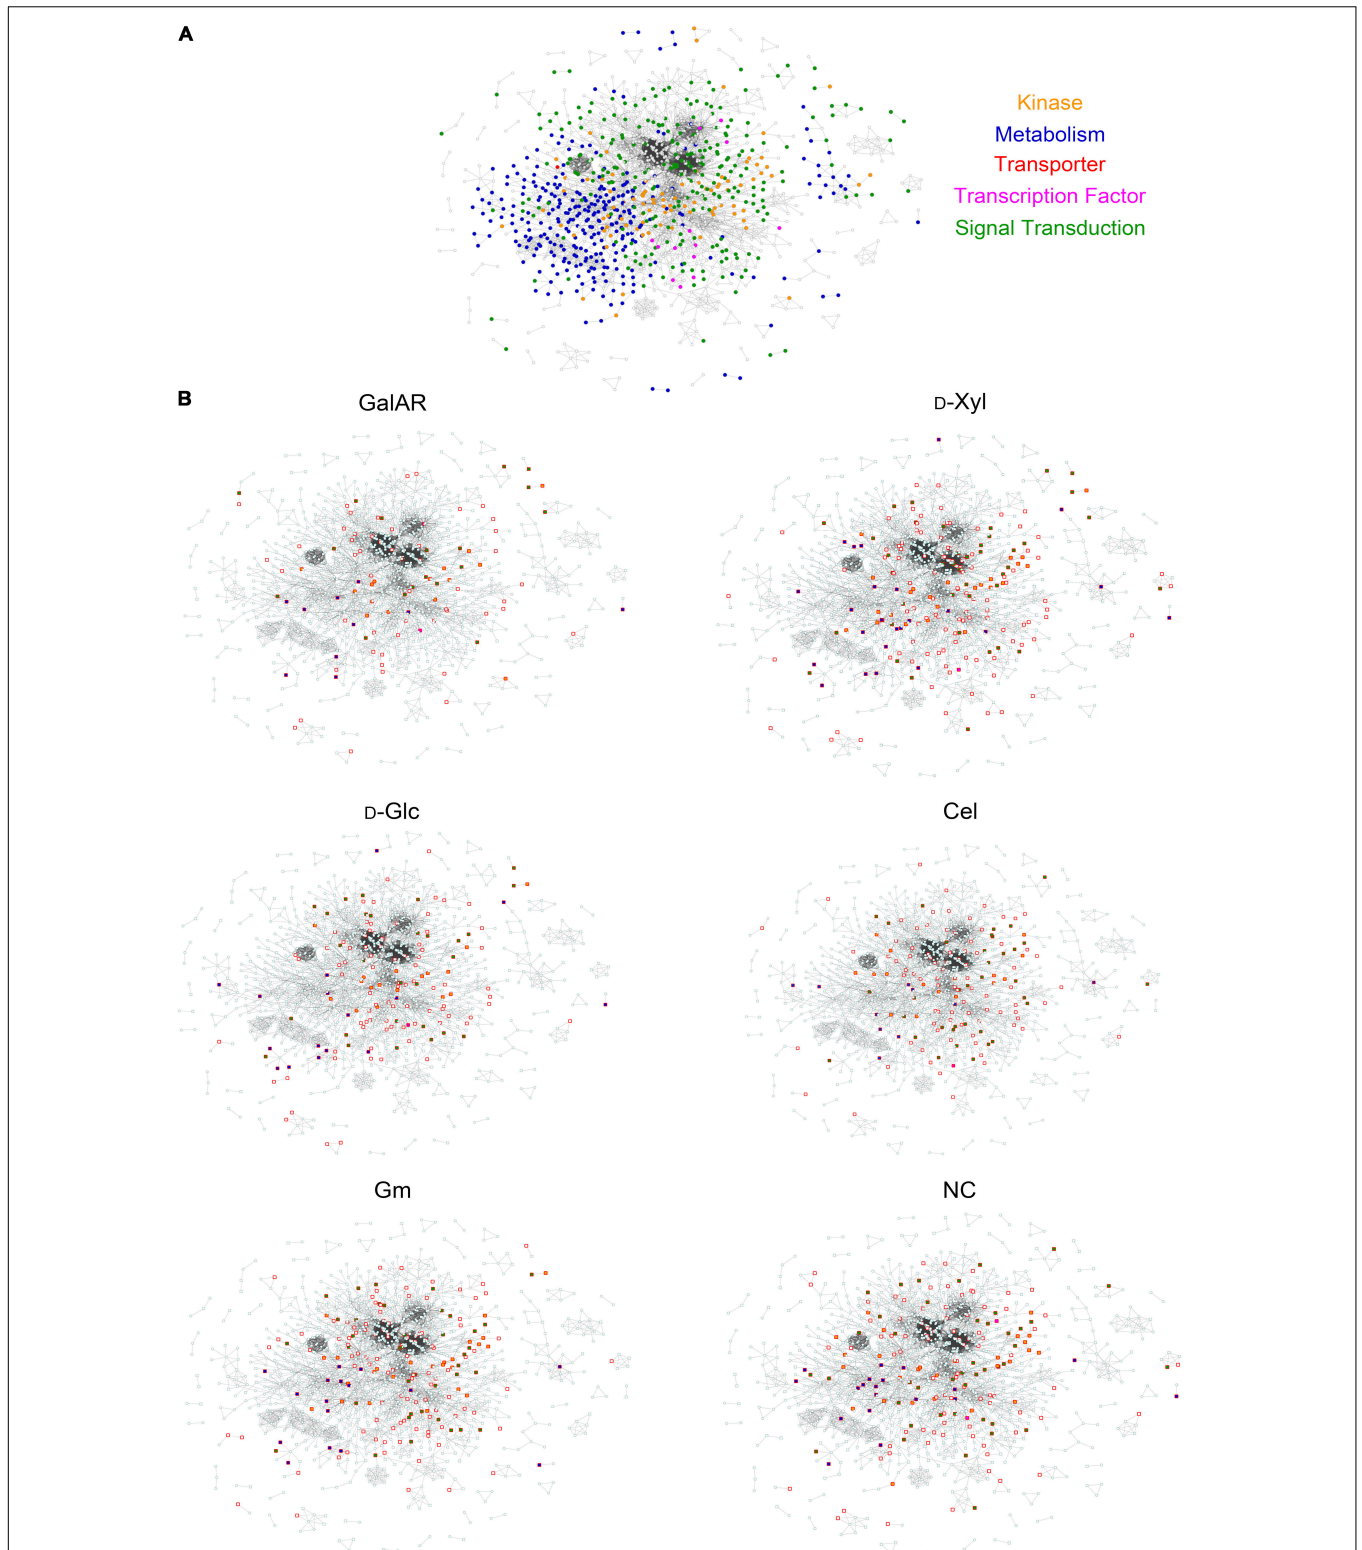 A
Kinase
Metabolism
Transporter
Transcription Factor
Signal Transduction
B
GalAR
D-Xyl
D-Glc
Cel
Gm
NC